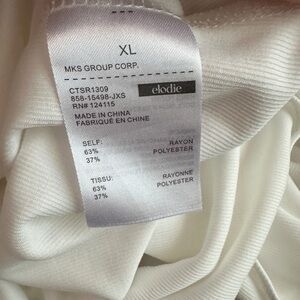 XL
MKS GROUP CORP.
CTSR1309
elodie
858-15498-JXS
RN# 124115
MADE IN CHINA
FABRIQUÉ EN CHINE
SELF:
63% RAYON
37% POLYESTER
TISSU:
63% RAYONNE
37% POLYESTER